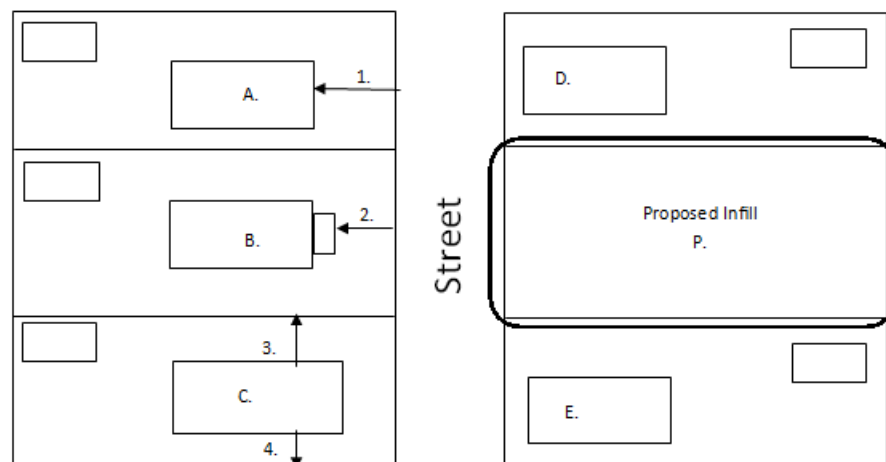 1.
A.
2.
B.
3.
C.
4.
Street
D.
Proposed Infill
P.
E.